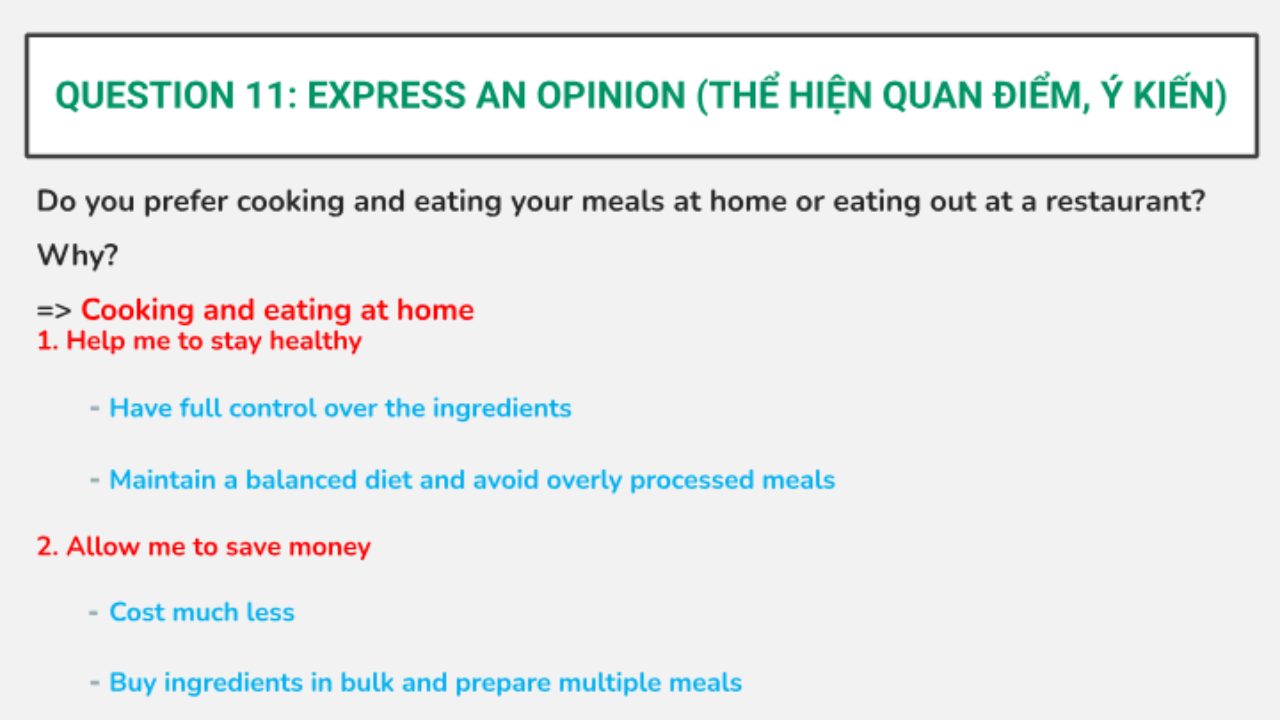 QUESTION 11: EXPRESS AN OPINION (THỂ HIỆN QUAN ĐIỂM, Ý KIẾN)
Do you prefer cooking and eating your meals at home or eating out at a restaurant?
Why?
=> Cooking and eating at home
1. Help me to stay healthy
- Have full control over the ingredients
- Maintain a balanced diet and avoid overly processed meals
2. Allow me to save money
- Cost much less
- Buy ingredients in bulk and prepare multiple meals